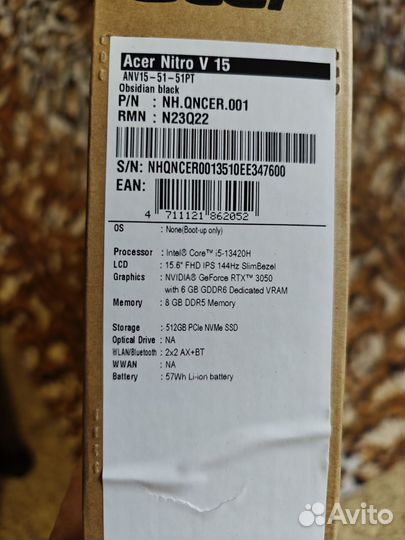 acer
Acer Nitro V 15
ANV15-51-51PT
Obsidian black
P/N : NH.QNCER.001
RMN : N23Q22
S/N: NHQNCER0013510EE347600
EAN:
4 711121 862052
OS : None(Boot-up only)
Processor : Intel® Core™ i5-13420H
LCD : 15.6" FHD IPS 144Hz SlimBezel
Graphics : NVIDIA® GeForce RTX™ 3050
with 6 GB GDDR6 Dedicated VRAM
Memory : 8 GB DDR5 Memory
Storage : 512GB PCIe NVMe SSD
Optical Drive : NA
WLAN/Bluetooth : 2x2 AX+BT
WWAN : NA
Battery : 57Wh Li-ion battery
Avito